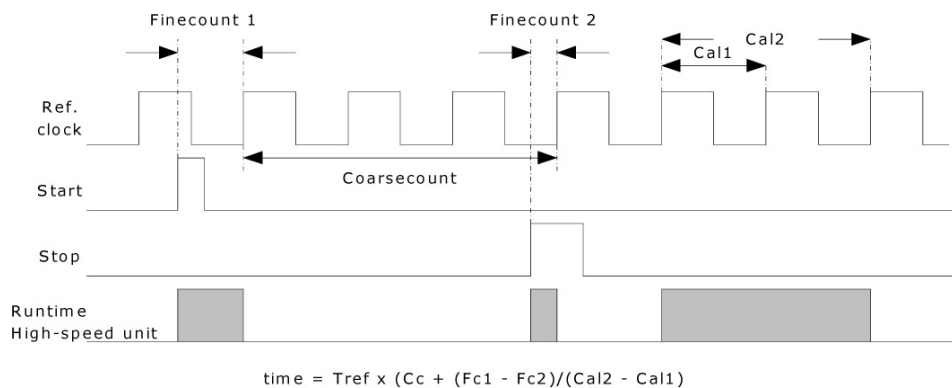 Finecount 1
Finecount 2
Cal2
Cal1
Ref.
clock
Coarsecount
Start
Stop
Runtime
High-speed unit
time = Tref x (Cc + (Fc1 - Fc2)/(Cal2 - Cal1)